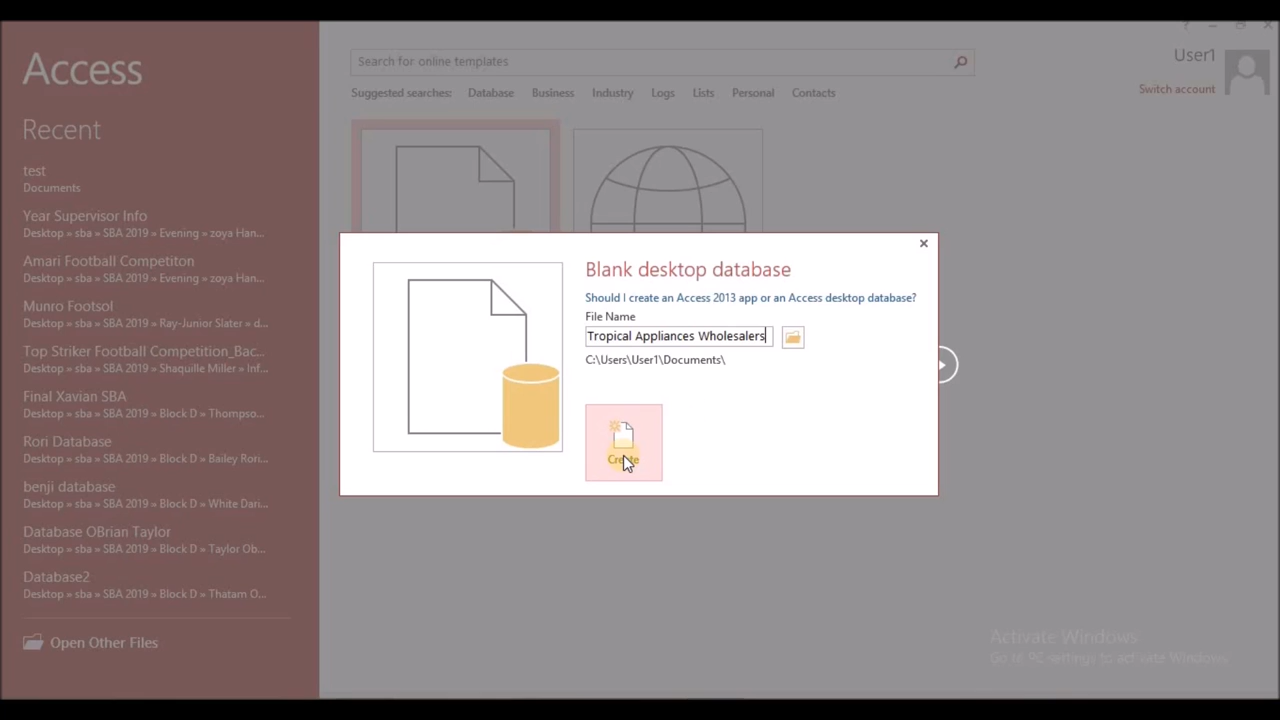 Access
Recent
test
Documents
Year Supervisor Info
Desktop » sba » SBA 2019 » Evening » zoya Han...
Amari Football Competiton
Desktop » sba » SBA 2019 » Evening » zoya Han...
Munro Footsol
Desktop » sba » SBA 2019 » Ray-Junior Slater » d...
Top Striker Football Competition_Bac...
Desktop » sba » SBA 2019 » Shaquille Miller » Inf...
Final Xavian SBA
Desktop » sba » SBA 2019 » Block D » Thompso...
Rori Database
Desktop » sba » SBA 2019 » Block D » Bailey Rori...
benji database
Desktop » sba » SBA 2019 » Block D » White Dari...
Database OBrian Taylor
Desktop » sba » SBA 2019 » Block D » Taylor Ob...
Database2
Desktop » sba » SBA 2019 » Block D » Thatam O...
Open Other Files
Search for online templates
Suggested searches: Database Business Industry Logs Lists Personal Contacts
User1
Switch account
Blank desktop database
Should I create an Access 2013 app or an Access desktop database?
File Name
Tropical Appliances Wholesalers
C:\Users\User1\Documents\
Create
Activate Windows
Go to PC settings to activate Windows.